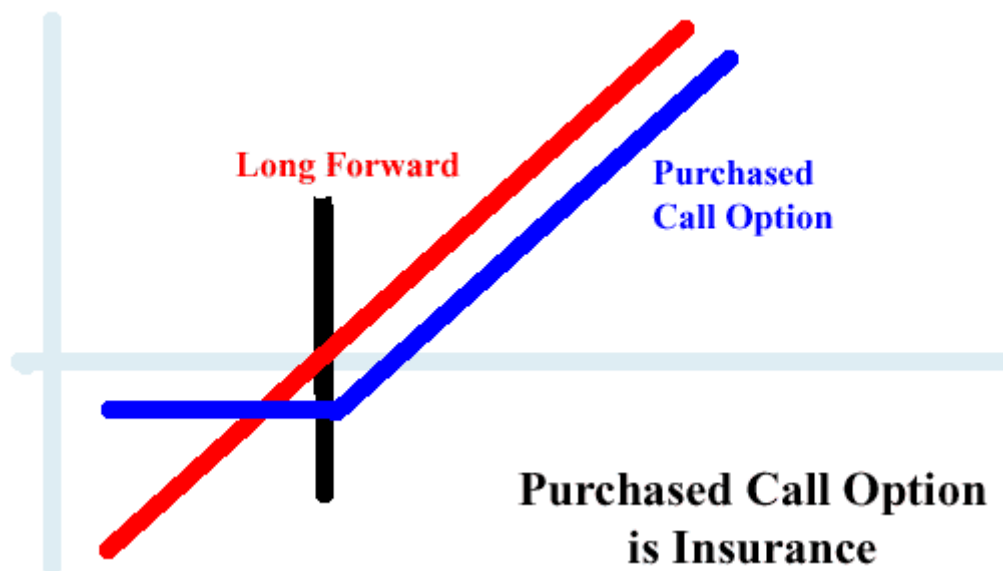 Long Forward
Purchased
Call Option
Purchased Call Option
is Insurance